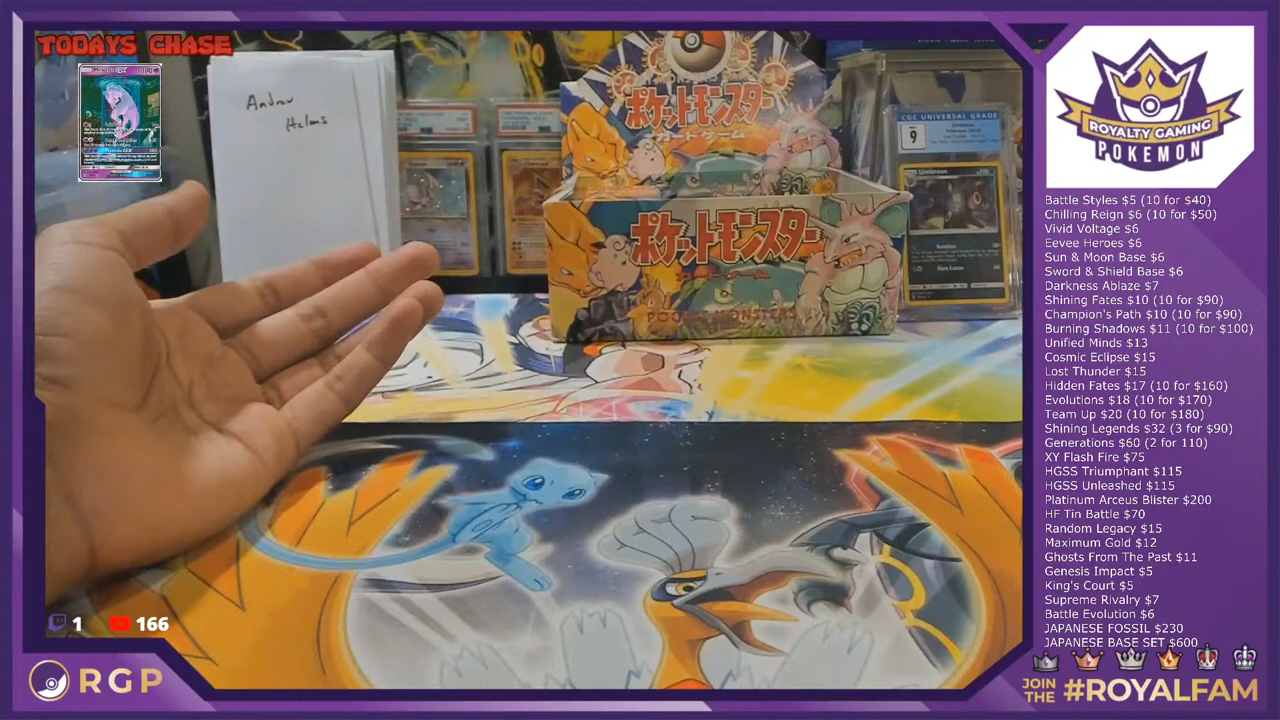 TODAYS CHASE
Andrew
Helms
ポケットモンスター
カードゲーム
ポケットモンスター
カードゲーム
POCKET MONSTERS
CGC UNIVERSAL GRADE
9
Umbreon
ROYALTY GAMING
POKEMON
Battle Styles $5 (10 for $40)
Chilling Reign $6 (10 for $50)
Vivid Voltage $6
Eevee Heroes $6
Sun & Moon Base $6
Sword & Shield Base $6
Darkness Ablaze $7
Shining Fates $10 (10 for $90)
Champion's Path $10 (10 for $90)
Burning Shadows $11 (10 for $100)
Unified Minds $13
Cosmic Eclipse $15
Lost Thunder $15
Hidden Fates $17 (10 for $160)
Evolutions $18 (10 for $170)
Team Up $20 (10 for $180)
Shining Legends $32 (3 for $90)
Generations $60 (2 for 110)
XY Flash Fire $75
HGSS Triumphant $115
HGSS Unleashed $115
Platinum Arceus Blister $200
HF Tin Battle $70
Random Legacy $15
Maximum Gold $12
Ghosts From The Past $11
Genesis Impact $5
King's Court $5
Supreme Rivalry $7
Battle Evolution $6
JAPANESE FOSSIL $230
JAPANESE BASE SET $600
1 166
RGP
JOIN THE #ROYALFAM